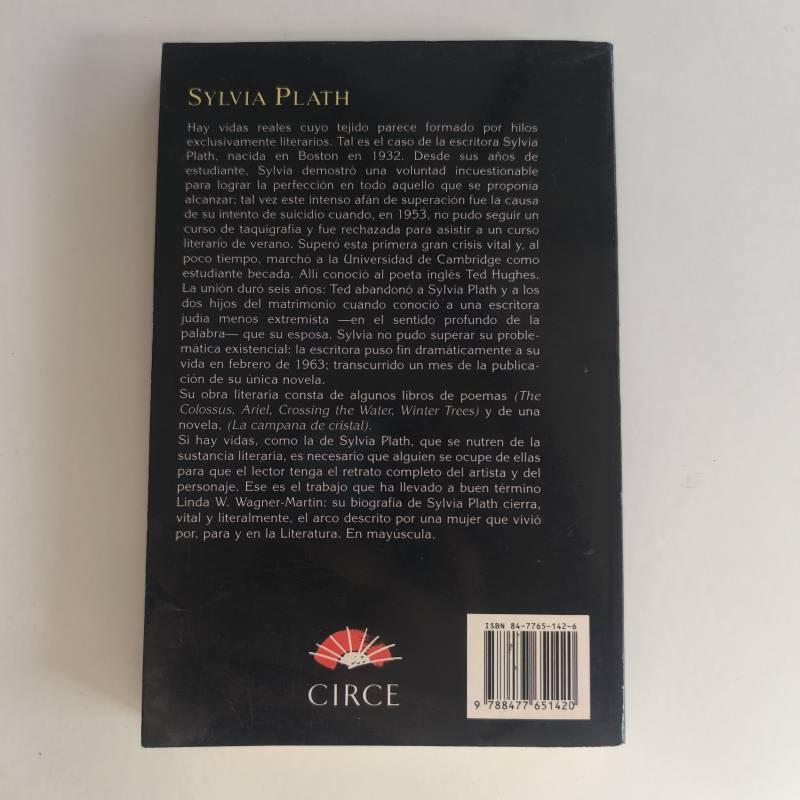 SYLVIA PLATH
Hay vidas reales cuyo tejido parece formado por hilos
exclusivamente literarios. Tal es el caso de la escritora Sylvia
Plath, nacida en Boston en 1932. Desde sus años de
estudiante, Sylvia demostró una voluntad incuestionable
para lograr la perfección en todo aquello que se proponía
alcanzar; tal vez este intenso afán de superación fue la causa
de su intento de suicidio cuando, en 1953, no pudo seguir un
curso de taquigrafía y fue rechazada para asistir a un curso
literario de verano. Superó esta primera gran crisis vital y, al
poco tiempo, marchó a la Universidad de Cambridge como
estudiante becada. Allí conoció al poeta inglés Ted Hughes.
La unión duró seis años: Ted abandonó a Sylvia Plath y a los
dos hijos del matrimonio cuando conoció a una escritora
judía menos extremista —en el sentido profundo de la
palabra— que su esposa. Sylvia no pudo superar su proble-
mática existencial: la escritora puso fin dramáticamente a su
vida en febrero de 1963; transcurrido un mes de la publica-
ción de su única novela.
Su obra literaria consta de algunos libros de poemas (The
Colossus, Ariel, Crossing the Water, Winter Trees) y de una
novela, (La campana de cristal).
Si hay vidas, como la de Sylvia Plath, que se nutren de la
sustancia literaria, es necesario que alguien se ocupe de ellas
para que el lector tenga el retrato completo del artista y del
personaje. Ese es el trabajo que ha llevado a buen término
Linda W. Wagner-Martin: su biografía de Sylvia Plath cierra,
vital y literalmente, el arco descrito por una mujer que vivió
por, para y en la Literatura. En mayúscula.
CIRCE
ISBN 84-7765-142-6
9 788477 651420